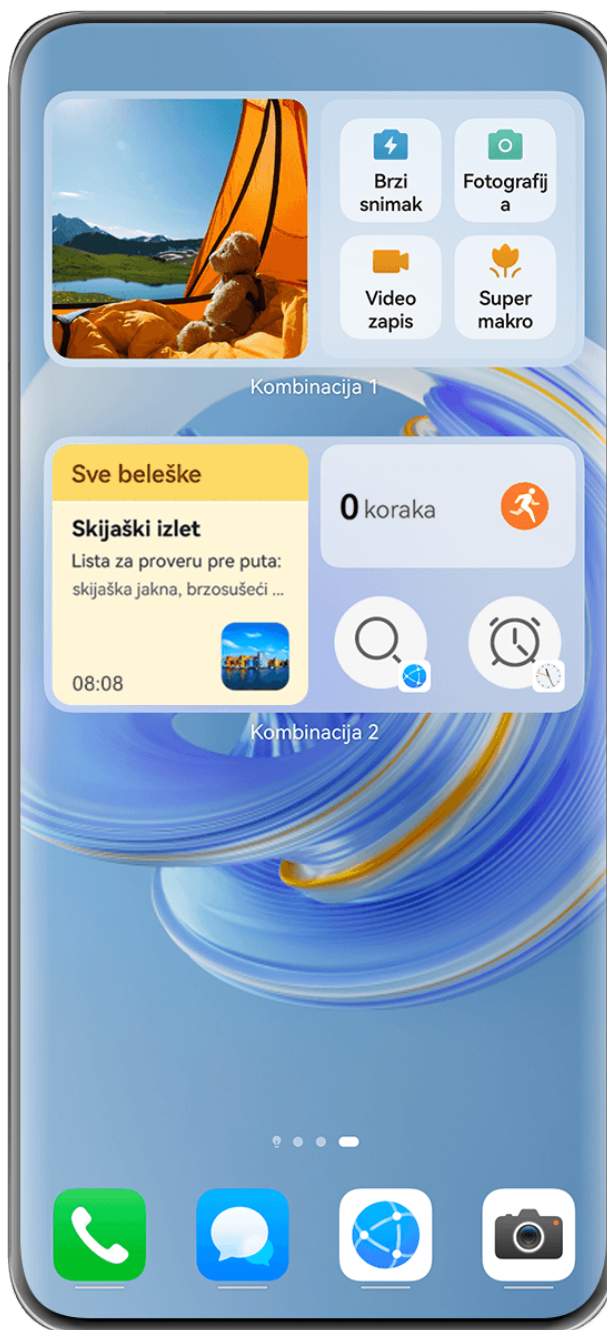 Brzi
snimak
Fotografij
a
Video
zapis
Super
makro
Kombinacija 1
Sve beleške
Skijaški izlet
Lista za proveru pre puta:
skijaška jakna, brzosušeći ...
08:08
0 koraka
Kombinacija 2